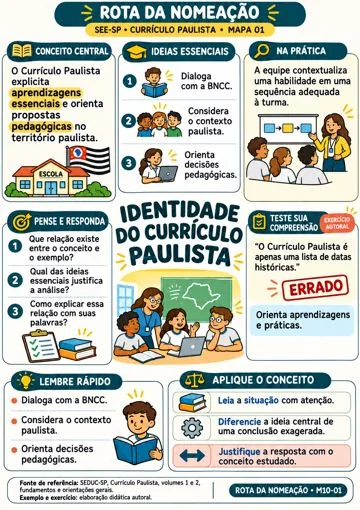 ROTA DA NOMEAÇÃO
SEE-SP • CURRÍCULO PAULISTA • MAPA 01
CONCEITO CENTRAL
O Currículo Paulista
explicita
aprendizagens
essenciais e orienta
propostas
pedagógicas no
território paulista.
ESCOLA
IDEIAS ESSENCIAIS
1
Dialoga
com a BNCC.
2
Considera
o contexto
paulista.
3
Orienta
decisões
pedagógicas.
NA PRÁTICA
A equipe contextualiza
uma habilidade em uma
sequência adequada
à turma.
PENSE E RESPONDA
1
Que relação existe
entre o conceito e
o exemplo?
2
Qual das ideias
essenciais justifica
a análise?
3
Como explicar essa
relação com suas
palavras?
IDENTIDADE
DO CURRÍCULO
PAULISTA
TESTE SUA
COMPREENSÃO
EXERCÍCIO
AUTORAL
"O Currículo Paulista é
apenas uma lista de datas
históricas."
ERRADO
Orienta aprendizagens
e práticas.
LEMBRE RÁPIDO
Dialoga com a BNCC.
Considera o contexto
paulista.
Orienta decisões
pedagógicas.
APLIQUE O CONCEITO
Leia a situação com atenção.
Diferencie a ideia central de
uma conclusão exagerada.
Justifique a resposta com o
conceito estudado.
Fonte de referência: SEDUC-SP, Currículo Paulista, volumes 1 e 2,
fundamentos e orientações gerais.
Exemplo e exercício: elaboração didática autoral.
ROTA DA NOMEAÇÃO • M10-01